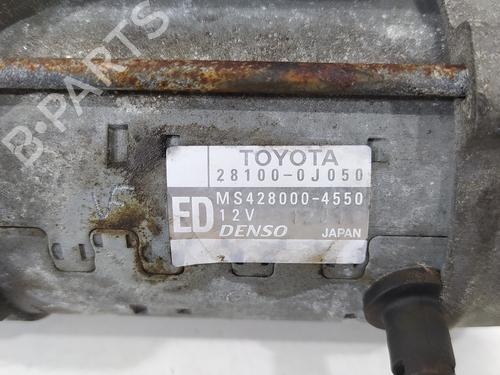 B-PARTS
TOYOTA
28100-0J050
ED MS428000-4550
12V
DENSO JAPAN